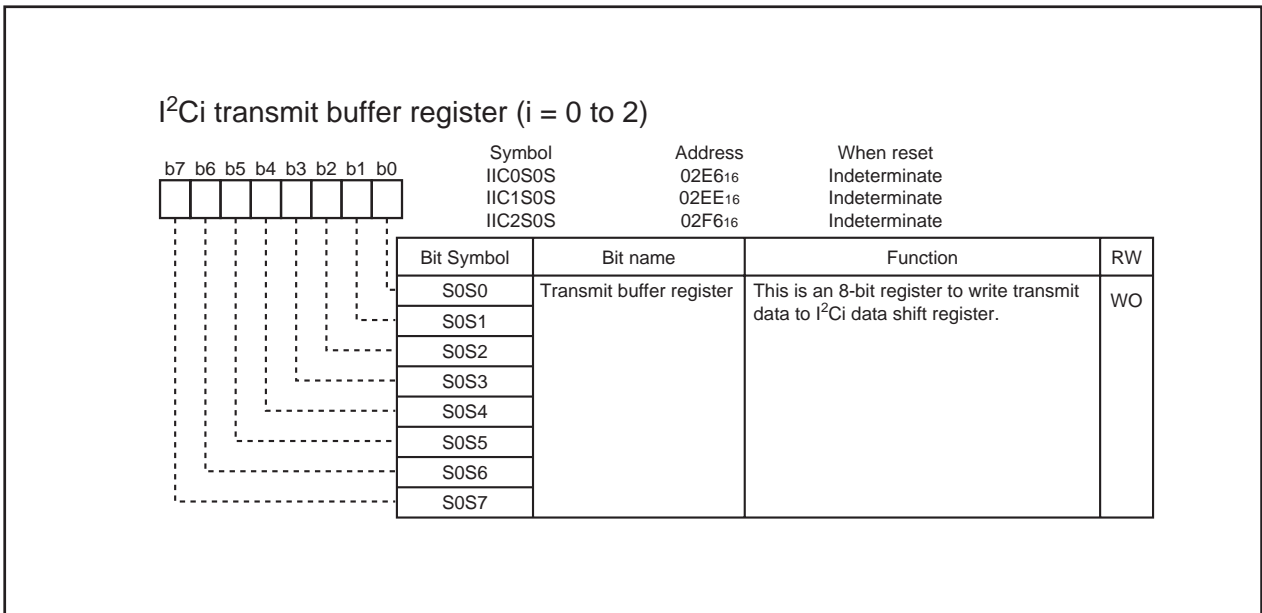 I²Ci transmit buffer register (i = 0 to 2)
b7 b6 b5 b4 b3 b2 b1 b0
Symbol Address When reset
IIC0S0S 02E6₁₆ Indeterminate
IIC1S0S 02EE₁₆ Indeterminate
IIC2S0S 02F6₁₆ Indeterminate
Bit Symbol Bit name Function RW
S0S0 Transmit buffer register This is an 8-bit register to write transmit WO
S0S1 data to I²Ci data shift register.
S0S2
S0S3
S0S4
S0S5
S0S6
S0S7